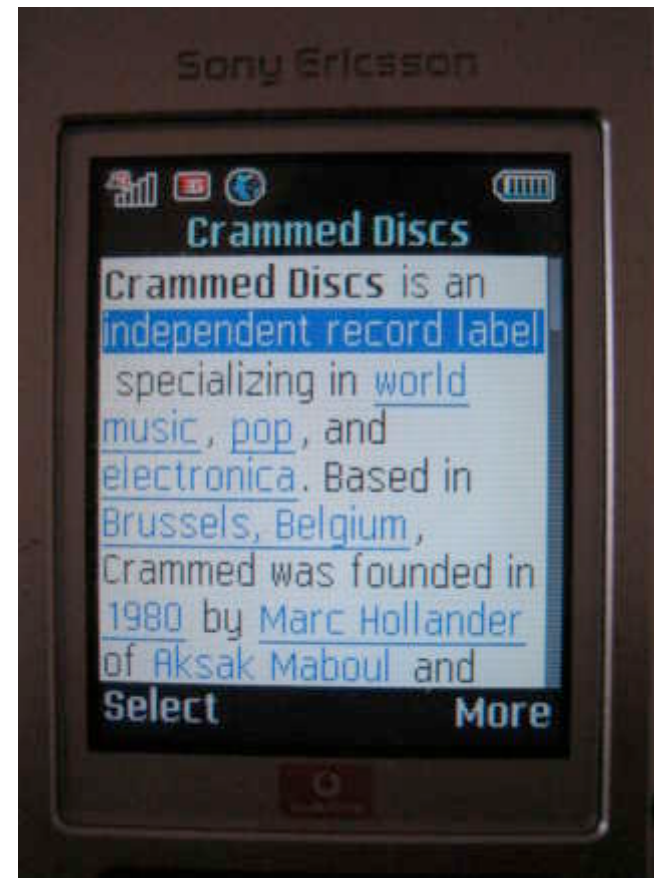 Sony Ericsson
Crammed Discs
Crammed Discs is an
independent record label
specializing in world
music, pop, and
electronica. Based in
Brussels, Belgium,
Crammed was founded in
1980 by Marc Hollander
of Aksak Maboul and
Select More